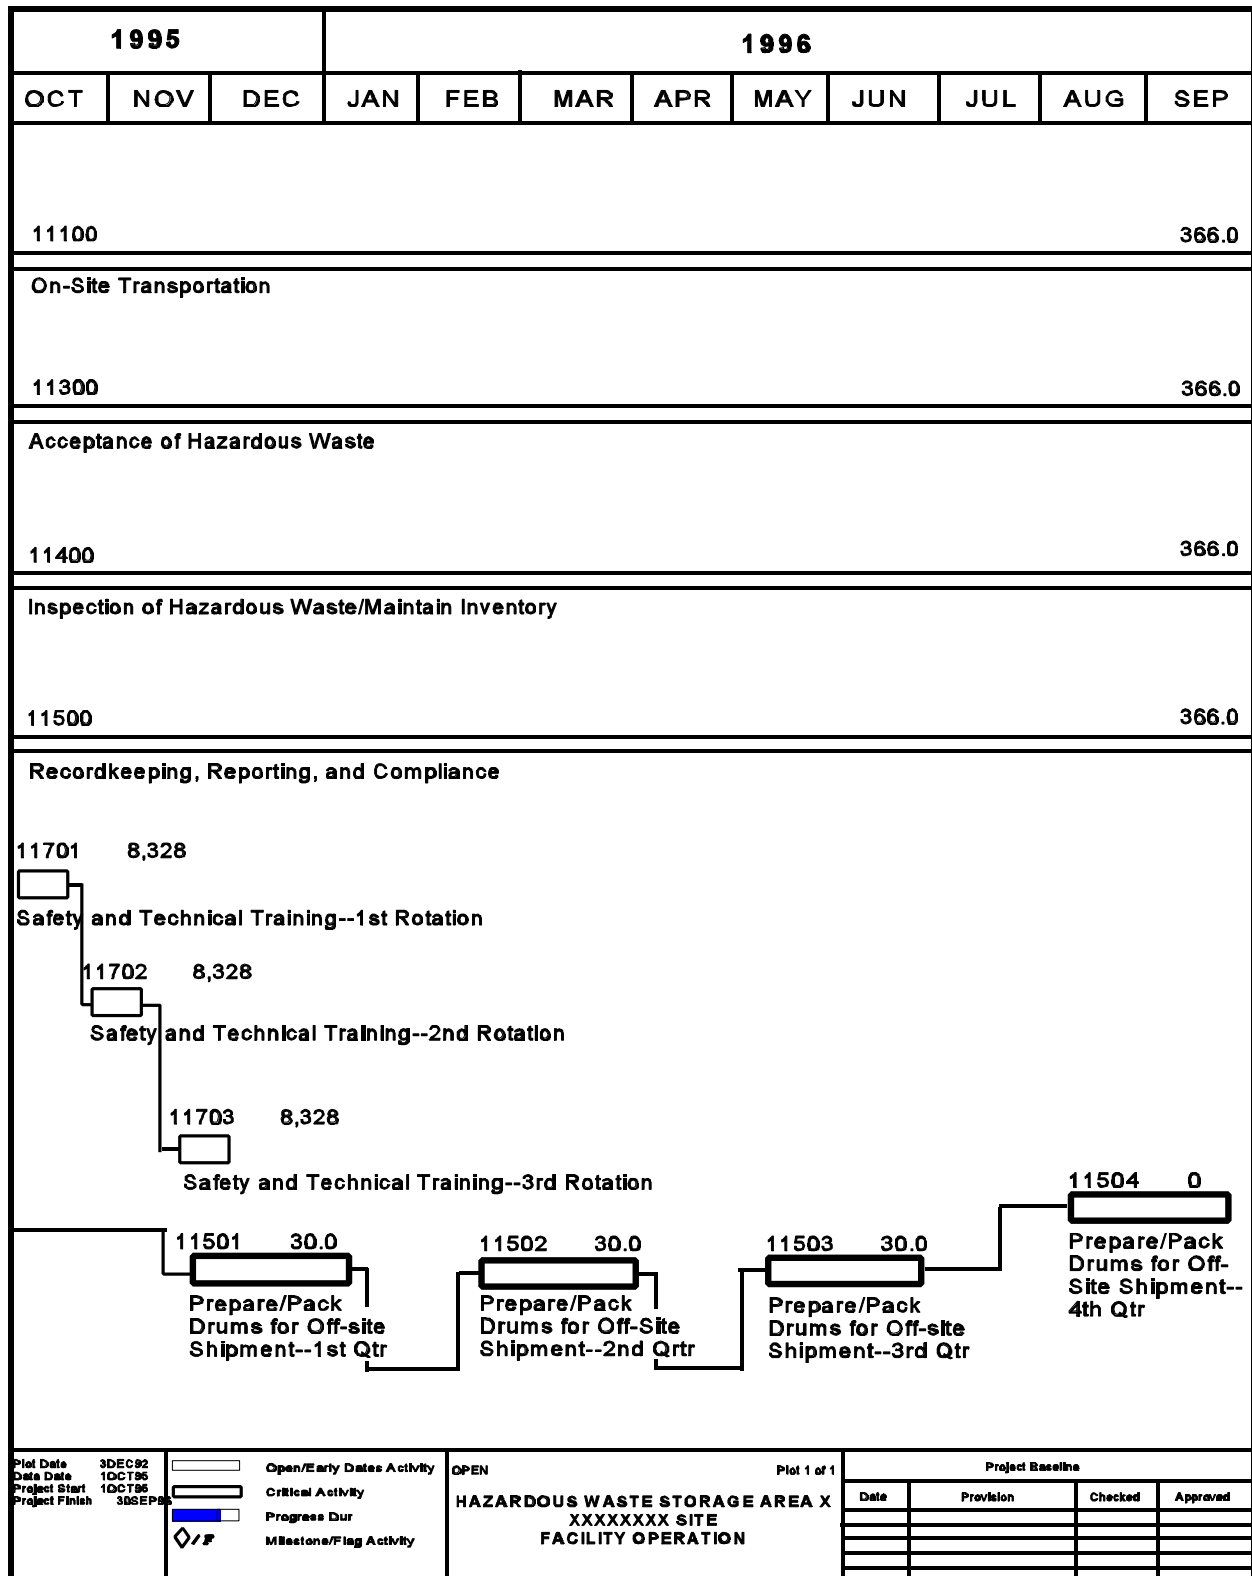 1995 1996
OCT NOV DEC JAN FEB MAR APR MAY JUN JUL AUG SEP
11100 366.0
On-Site Transportation
11300 366.0
Acceptance of Hazardous Waste
11400 366.0
Inspection of Hazardous Waste/Maintain Inventory
11500 366.0
Recordkeeping, Reporting, and Compliance
11701 8,328
Safety and Technical Training--1st Rotation
11702 8,328
Safety and Technical Training--2nd Rotation
11703 8,328
Safety and Technical Training--3rd Rotation
11501 30.0
Prepare/Pack
Drums for Off-site
Shipment--1st Qtr
11502 30.0
Prepare/Pack
Drums for Off-Site
Shipment--2nd Qrtr
11503 30.0
Prepare/Pack
Drums for Off-site
Shipment--3rd Qtr
11504 0
Prepare/Pack
Drums for Off-
Site Shipment--
4th Qtr
Plot Date 3DEC92
Data Date 1OCT95
Project Start 1OCT95
Project Finish 30SEP96
Open/Early Dates Activity
Critical Activity
Progress Dur
/F Milestone/Flag Activity
OPEN Plot 1 of 1
HAZARDOUS WASTE STORAGE AREA X
XXXXXXXX SITE
FACILITY OPERATION
Project Baseline
Date Provision Checked Approved